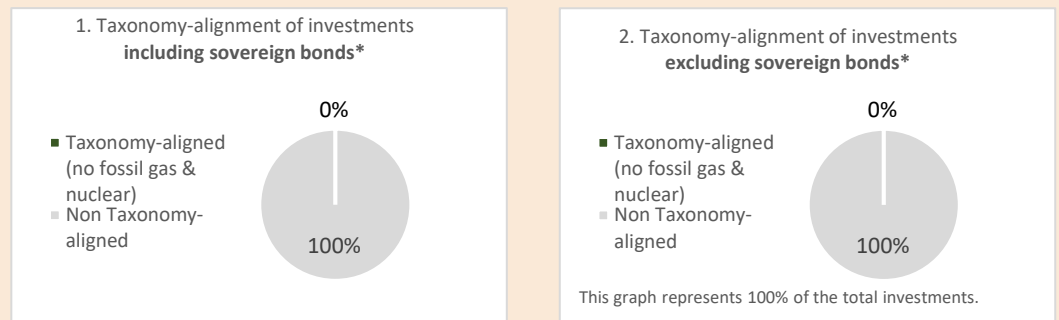 1. Taxonomy-alignment of investments
including sovereign bonds*
0%
Taxonomy-aligned
(no fossil gas &
nuclear)
Non Taxonomy-
aligned
100%
2. Taxonomy-alignment of investments
excluding sovereign bonds*
0%
Taxonomy-aligned
(no fossil gas &
nuclear)
Non Taxonomy-
aligned
100%
This graph represents 100% of the total investments.